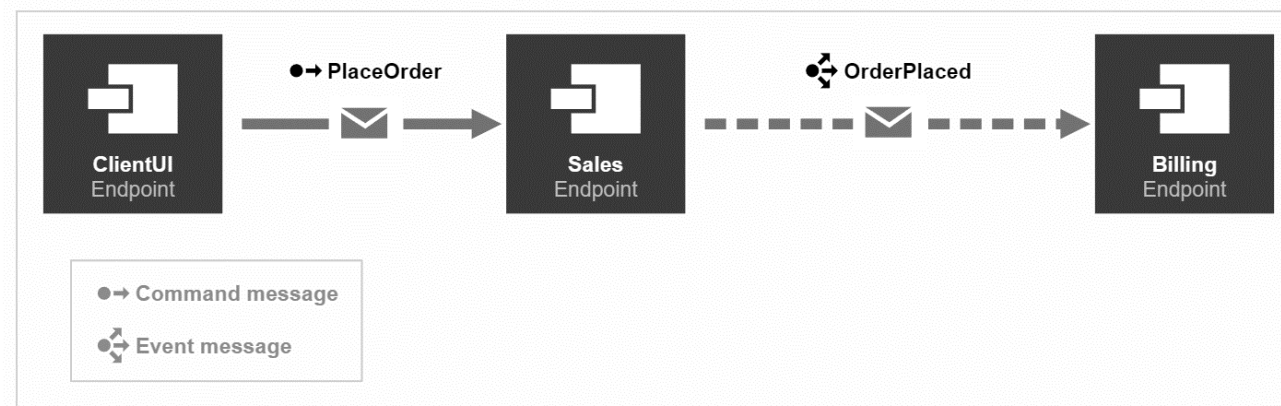 PlaceOrder
OrderPlaced
ClientUI
Endpoint
Sales
Endpoint
Billing
Endpoint
Command message
Event message